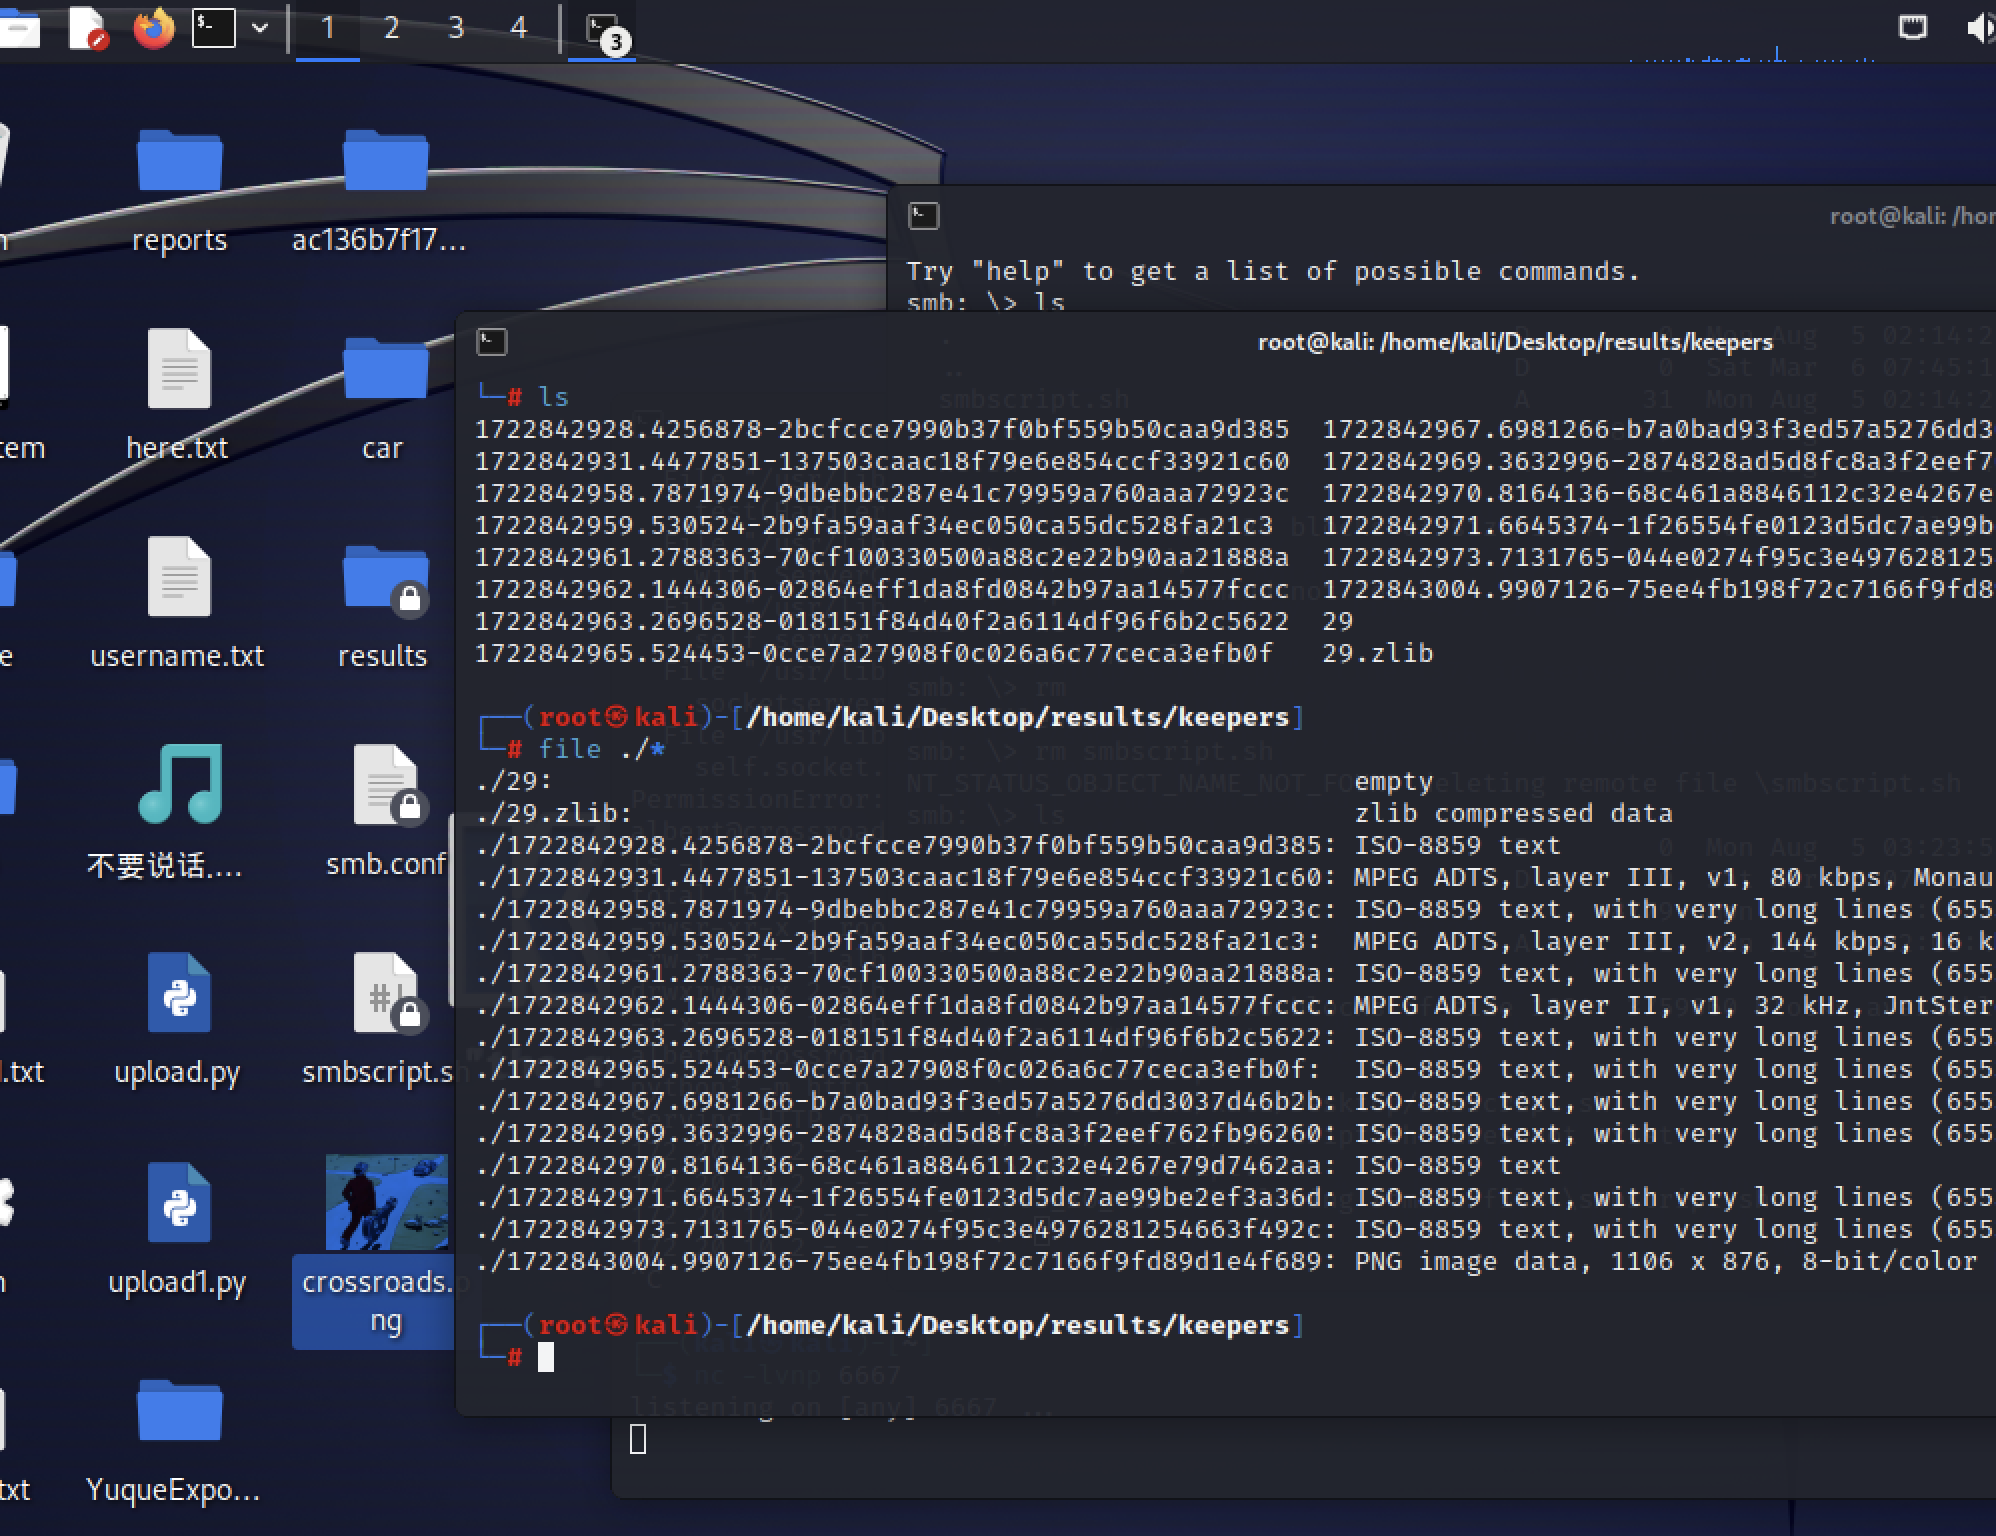 $_
1
2
3
4
3
reports
ac136b7f17...
here.txt
car
tem
username.txt
results
e
不要说话....
smb.conf
.txt
upload.py
smbscript.sh
upload1.py
crossroads.p
ng
txt
YuqueExpo...
root@kali: /hor
Try "help" to get a list of possible commands.
smb: \> ls
root@kali: /home/kali/Desktop/results/keepers
└─# ls
1722842928.4256878-2bcfcce7990b37f0bf559b50caa9d385  1722842967.6981266-b7a0bad93f3ed57a5276dd3
1722842931.4477851-137503caac18f79e6e854ccf33921c60  1722842969.3632996-2874828ad5d8fc8a3f2eef7
1722842958.7871974-9dbebbc287e41c79959a760aaa72923c  1722842970.8164136-68c461a8846112c32e4267e
1722842959.530524-2b9fa59aaf34ec050ca55dc528fa21c3  1722842971.6645374-1f26554fe0123d5dc7ae99b
1722842961.2788363-70cf100330500a88c2e22b90aa21888a  1722842973.7131765-044e0274f95c3e497628125
1722842962.1444306-02864eff1da8fd0842b97aa14577fccc  1722843004.9907126-75ee4fb198f72c7166f9fd8
1722842963.2696528-018151f84d40f2a6114df96f6b2c5622  29
1722842965.524453-0cce7a27908f0c026a6c77ceca3efb0f  29.zlib
┌──(root㉿kali)-[/home/kali/Desktop/results/keepers]
└─# file ./*
./29: empty
./29.zlib: zlib compressed data
./1722842928.4256878-2bcfcce7990b37f0bf559b50caa9d385: ISO-8859 text
./1722842931.4477851-137503caac18f79e6e854ccf33921c60: MPEG ADTS, layer III, v1, 80 kbps, Monau
./1722842958.7871974-9dbebbc287e41c79959a760aaa72923c: ISO-8859 text, with very long lines (655
./1722842959.530524-2b9fa59aaf34ec050ca55dc528fa21c3: MPEG ADTS, layer III, v2, 144 kbps, 16 k
./1722842961.2788363-70cf100330500a88c2e22b90aa21888a: ISO-8859 text, with very long lines (655
./1722842962.1444306-02864eff1da8fd0842b97aa14577fccc: MPEG ADTS, layer II, v1, 32 kHz, JntSter
./1722842963.2696528-018151f84d40f2a6114df96f6b2c5622: ISO-8859 text, with very long lines (655
./1722842965.524453-0cce7a27908f0c026a6c77ceca3efb0f: ISO-8859 text, with very long lines (655
./1722842967.6981266-b7a0bad93f3ed57a5276dd3037d46b2b: ISO-8859 text, with very long lines (655
./1722842969.3632996-2874828ad5d8fc8a3f2eef762fb96260: ISO-8859 text, with very long lines (655
./1722842970.8164136-68c461a8846112c32e4267e79d7462aa: ISO-8859 text
./1722842971.6645374-1f26554fe0123d5dc7ae99be2ef3a36d: ISO-8859 text, with very long lines (655
./1722842973.7131765-044e0274f95c3e4976281254663f492c: ISO-8859 text, with very long lines (655
./1722843004.9907126-75ee4fb198f72c7166f9fd89d1e4f689: PNG image data, 1106 x 876, 8-bit/color
┌──(root㉿kali)-[/home/kali/Desktop/results/keepers]
└─#
└─$ nc -lvnp 6667
listening on [any] 6667 ...